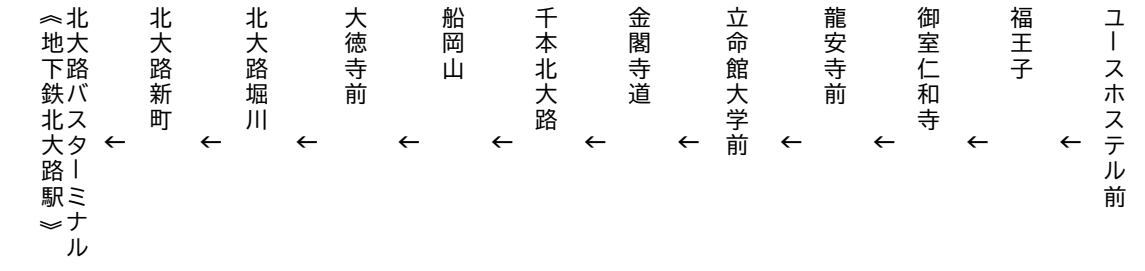 ユースホステル前
←
福王子
←
御室仁和寺
←
龍安寺前
←
立命館大学前
←
金閣寺道
←
千本北大路
←
船岡山
←
大徳寺前
←
北大路堀川
←
北大路新町
←
北大路バスターミナル
《地下鉄北大路駅》